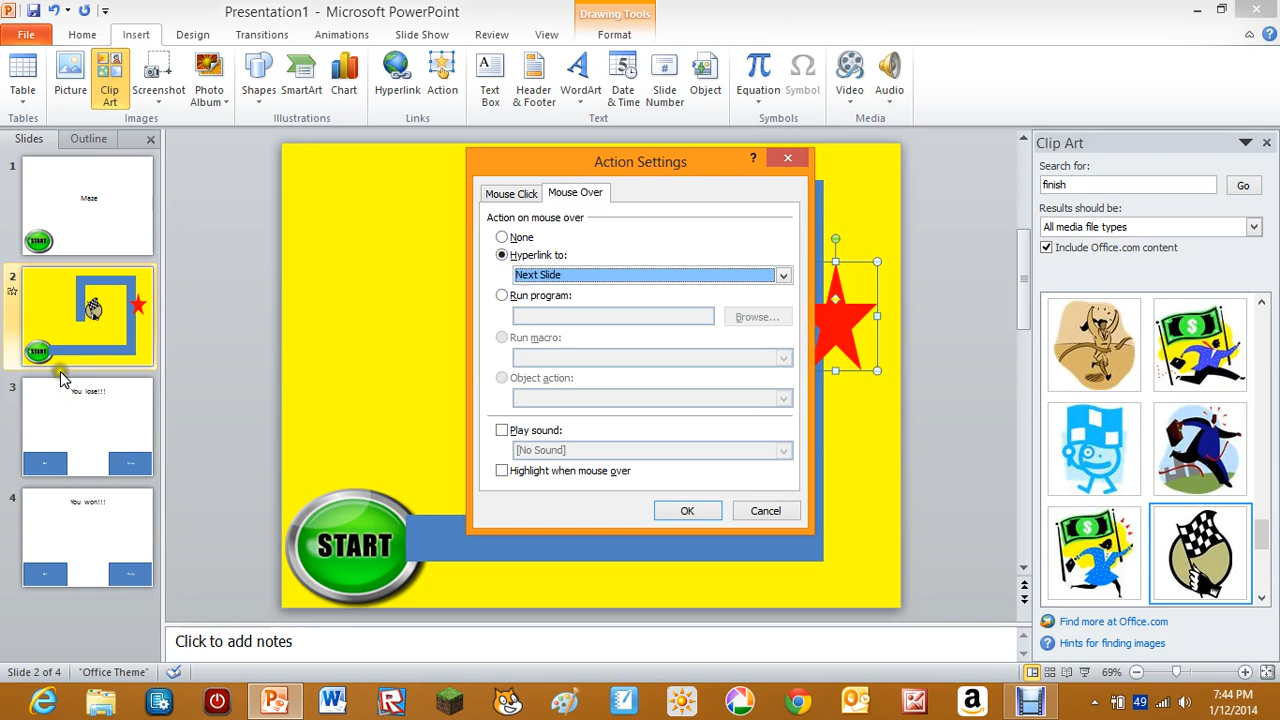 Presentation1 - Microsoft PowerPoint
Drawing Tools
File Home Insert Design Transitions Animations Slide Show Review View Format
Table Picture Clip Art Screenshot Photo Album Shapes SmartArt Chart Hyperlink Action Text Box Header & Footer WordArt Date & Time Slide Number Object Equation Symbol Video Audio
Tables Images Illustrations Links Text Symbols Media
Slides Outline
1
Maze
START
2
START
3
You lose!!!
4
You won!!!
START
Action Settings
?
Mouse Click Mouse Over
Action on mouse over
None
Hyperlink to:
Next Slide
Run program:
Browse...
Run macro:
Object action:
Play sound:
[No Sound]
Highlight when mouse over
OK Cancel
Clip Art
Search for:
finish Go
Results should be:
All media file types
Include Office.com content
Find more at Office.com
Hints for finding images
Click to add notes
Slide 2 of 4 "Office Theme" 69%
49
7:44 PM
1/12/2014